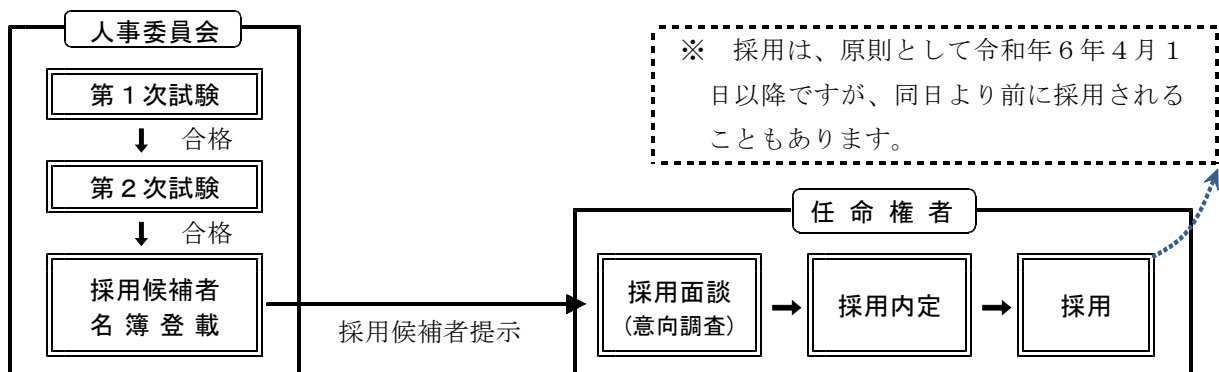 人事委員会
第1次試験
合格
第2次試験
合格
採用候補者
名簿登載
採用候補者提示
※　採用は、原則として令和年６年４月１
日以降ですが、同日より前に採用される
こともあります。
任命権者
採用面談
(意向調査)
採用内定
採用